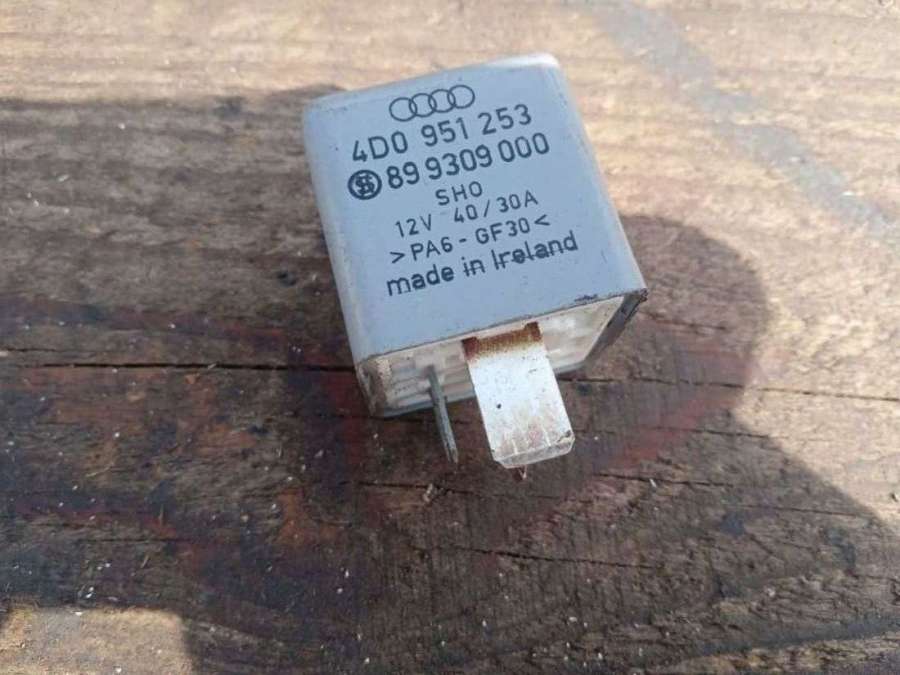 4D0 951 253
89 9309 000
SHO
12V 40/30A
>PA6-GF30<
made in Ireland